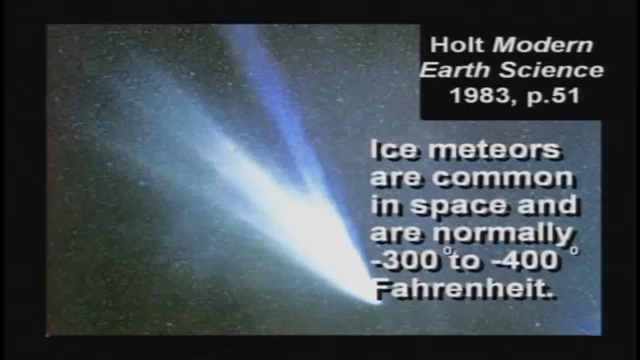 Holt Modern
Earth Science
1983, p.51
Ice meteors
are common
in space and
are normally
-300° to -400°
Fahrenheit.